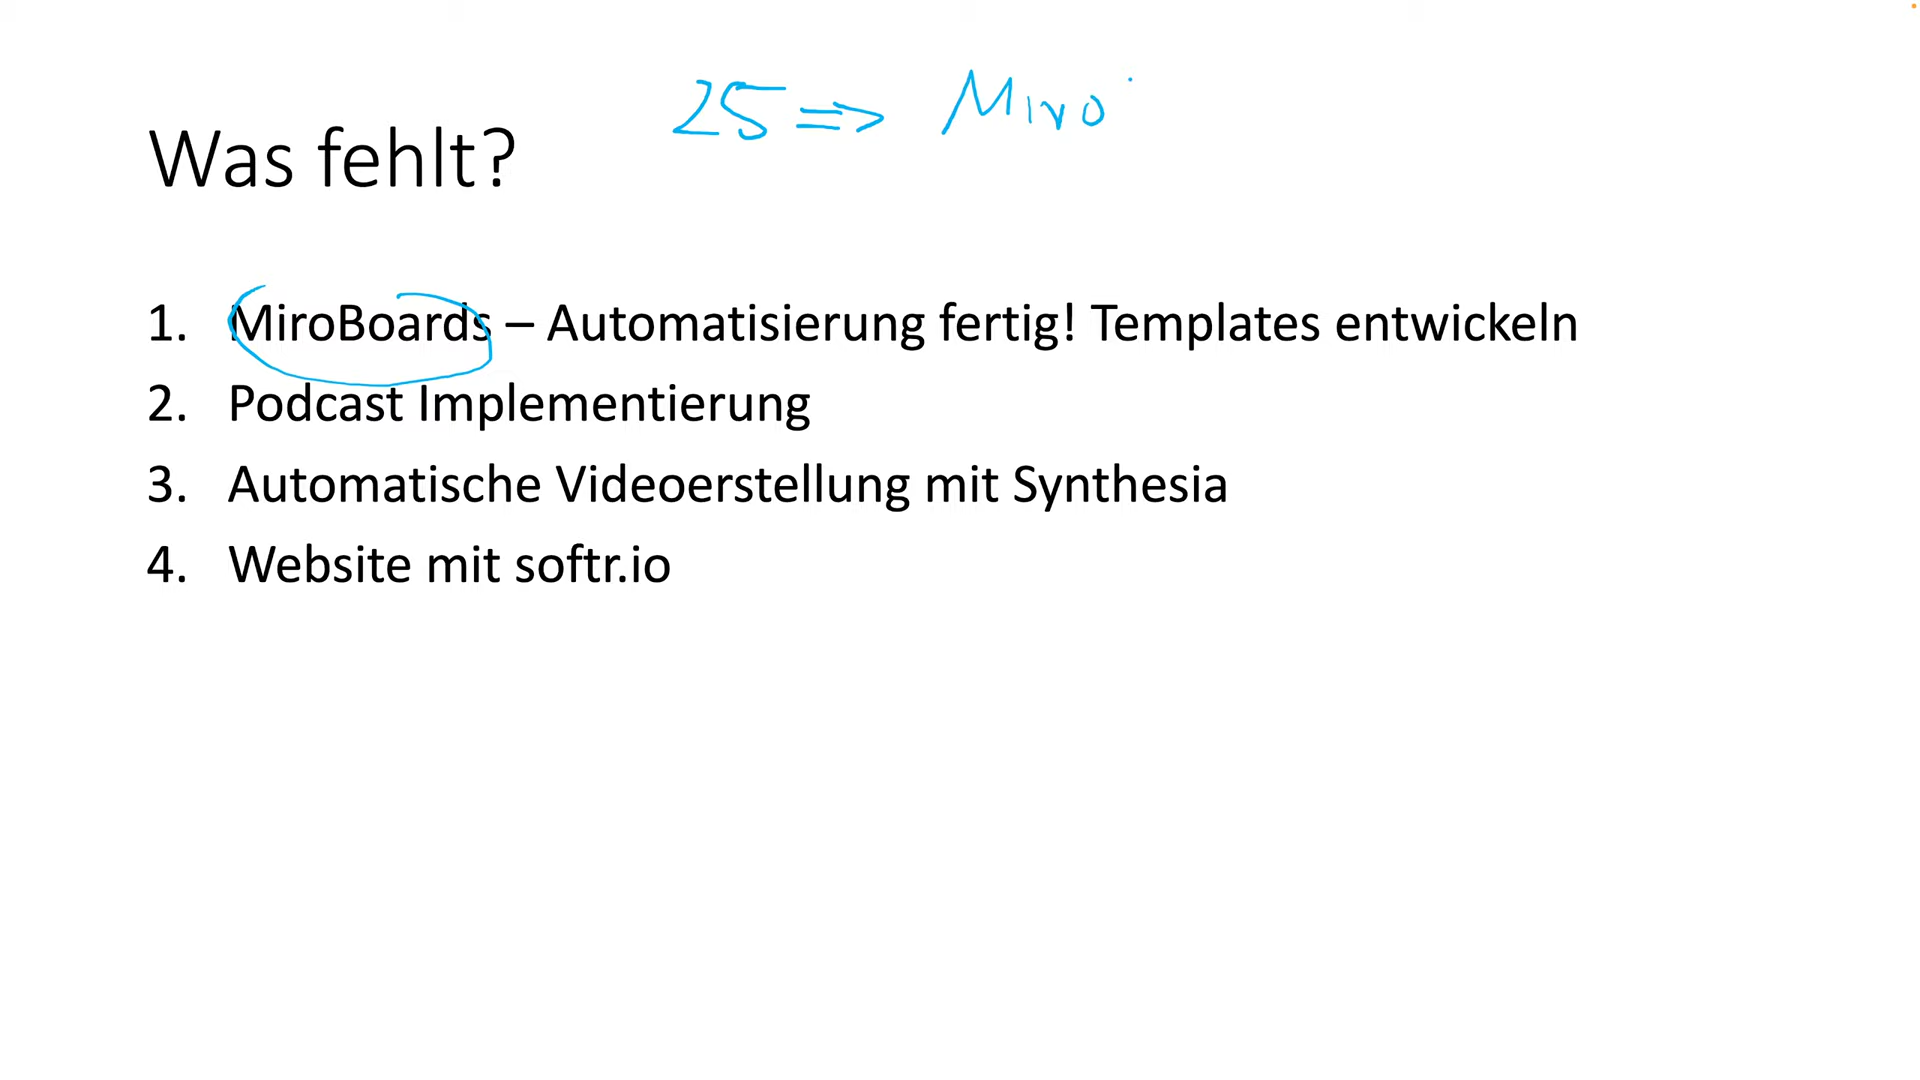 25 => Miro
Was fehlt?
1. MiroBoards – Automatisierung fertig! Templates entwickeln
2. Podcast Implementierung
3. Automatische Videoerstellung mit Synthesia
4. Website mit softr.io